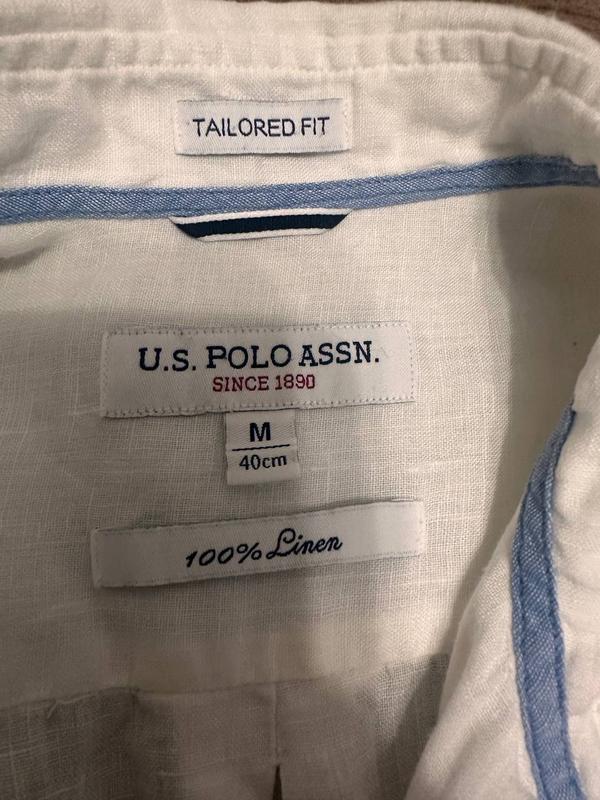 TAILORED FIT
U.S. POLO ASSN.
SINCE 1890
M
40cm
100% Linen